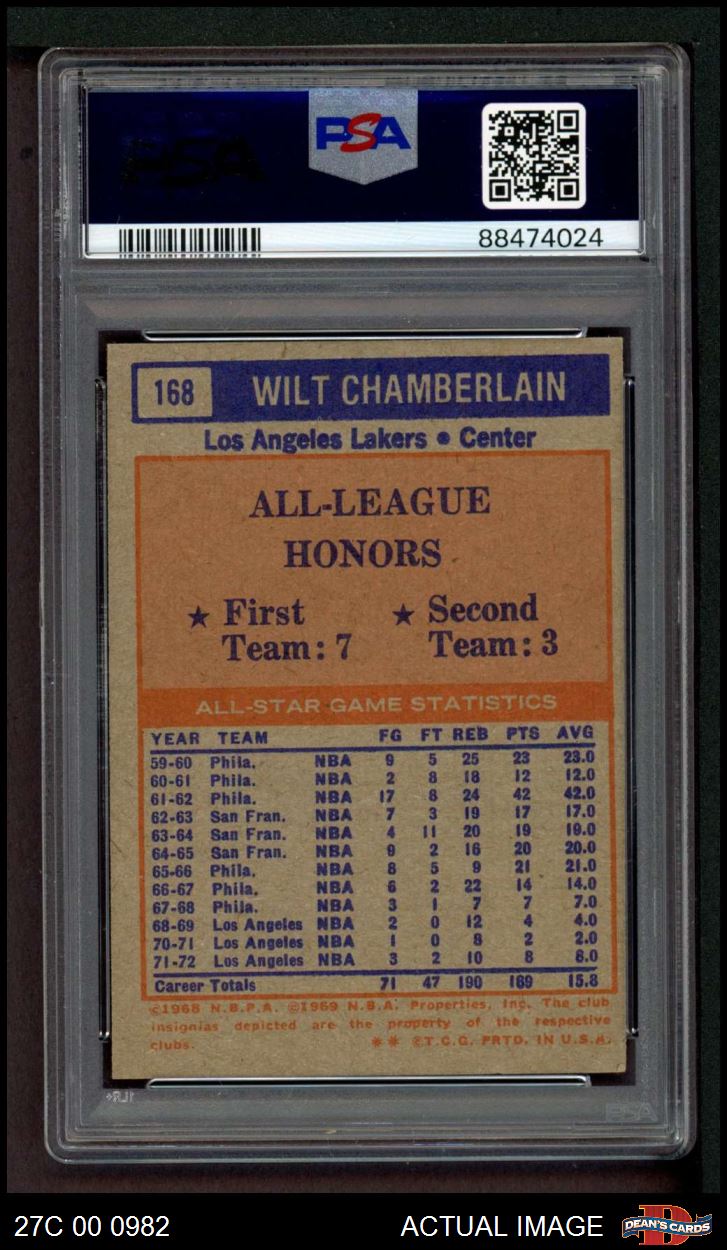 PSA
PSA
88474024
168 WILT CHAMBERLAIN
Los Angeles Lakers • Center
ALL-LEAGUE
HONORS
★ First ★ Second
Team: 7 Team: 3
ALL-STAR GAME STATISTICS
YEAR TEAM FG FT REB PTS AVG
59-60 Phila. NBA 9 5 25 23 23.0
60-61 Phila. NBA 2 8 18 12 12.0
61-62 Phila. NBA 17 8 24 42 42.0
62-63 San Fran. NBA 7 3 19 17 17.0
63-64 San Fran. NBA 4 11 20 19 19.0
64-65 San Fran. NBA 9 2 16 20 20.0
65-66 Phila. NBA 8 5 9 21 21.0
66-67 Phila. NBA 6 2 22 14 14.0
67-68 Phila. NBA 3 1 7 7 7.0
68-69 Los Angeles NBA 2 0 12 4 4.0
70-71 Los Angeles NBA 1 0 8 2 2.0
71-72 Los Angeles NBA 3 2 10 8 8.0
Career Totals 71 47 190 169 15.8
©1968 N.B.P.A. ©1969 N.B.A. Properties, Inc. The club
insignias depicted are the property of the respective
clubs. ** ©T.C.G. PRTD. IN U.S.A.
PSA
27C 00 0982 ACTUAL IMAGE DEAN'S CARDS